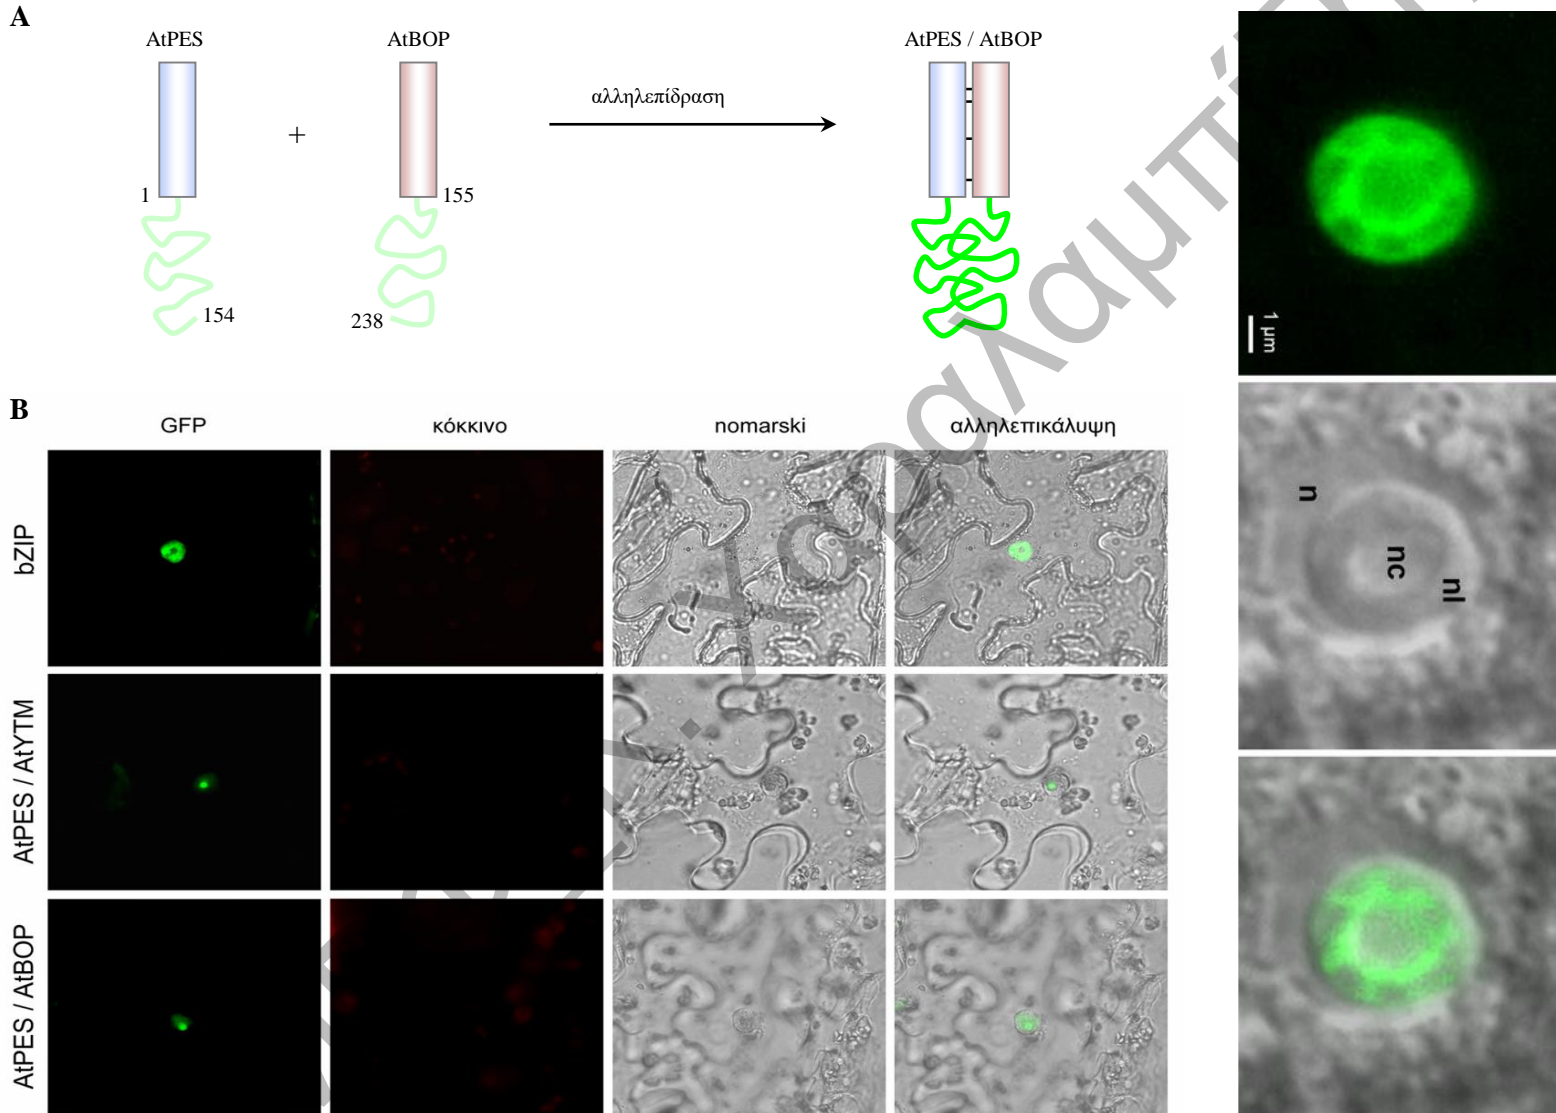 A
AtPES
AtBOP
AtPES / AtBOP
αλληλεπίδραση
+
1
155
154
238
1 μm
B
GFP
κόκκινο
nomarski
αλληλεπικάλυψη
bZIP
AtPES / AtYTM
AtPES / AtBOP
n
nc
nl